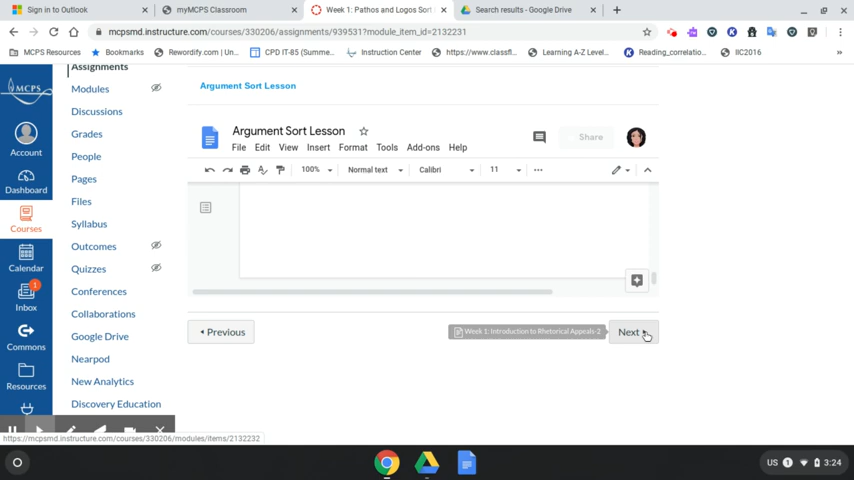 Sign in to Outlook
myMCPS Classroom
Week 1: Pathos and Logos Sort
Search results - Google Drive
mcpsmd.instructure.com/courses/330206/assignments/939531?module_item_id=2132231
MCPS Resources
Bookmarks
Rewordify.com | Un...
CPD IT-85 (Summe...
Instruction Center
https://www.classfl...
Learning A-Z Level...
Reading_correlatio...
IIC2016
»
MCPS
Account
Dashboard
Courses
Calendar
1
Inbox
Commons
Resources
Assignments
Modules
Discussions
Grades
People
Pages
Files
Syllabus
Outcomes
Quizzes
Conferences
Collaborations
Google Drive
Nearpod
New Analytics
Discovery Education
Argument Sort Lesson
Argument Sort Lesson
Share
File Edit View Insert Format Tools Add-ons Help
100% Normal text Calibri 11
Previous
Week 1: Introduction to Rhetorical Appeals-2
Next
https://mcpsmd.instructure.com/courses/330206/modules/items/2132232
US 1 3:24